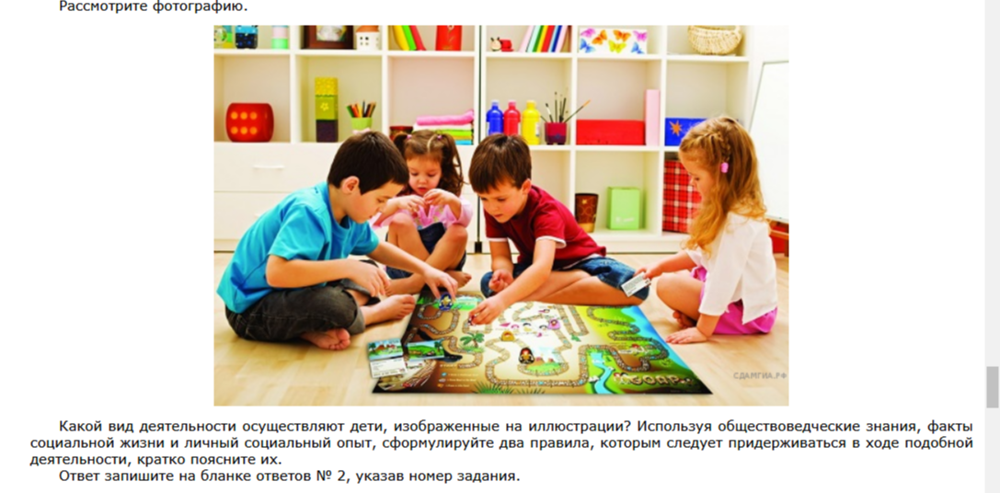 Рассмотрите фотографию.
СДАМГИА.РФ
Какой вид деятельности осуществляют дети, изображенные на иллюстрации? Используя обществоведческие знания, факты
социальной жизни и личный социальный опыт, сформулируйте два правила, которым следует придерживаться в ходе подобной
деятельности, кратко поясните их.
Ответ запишите на бланке ответов № 2, указав номер задания.